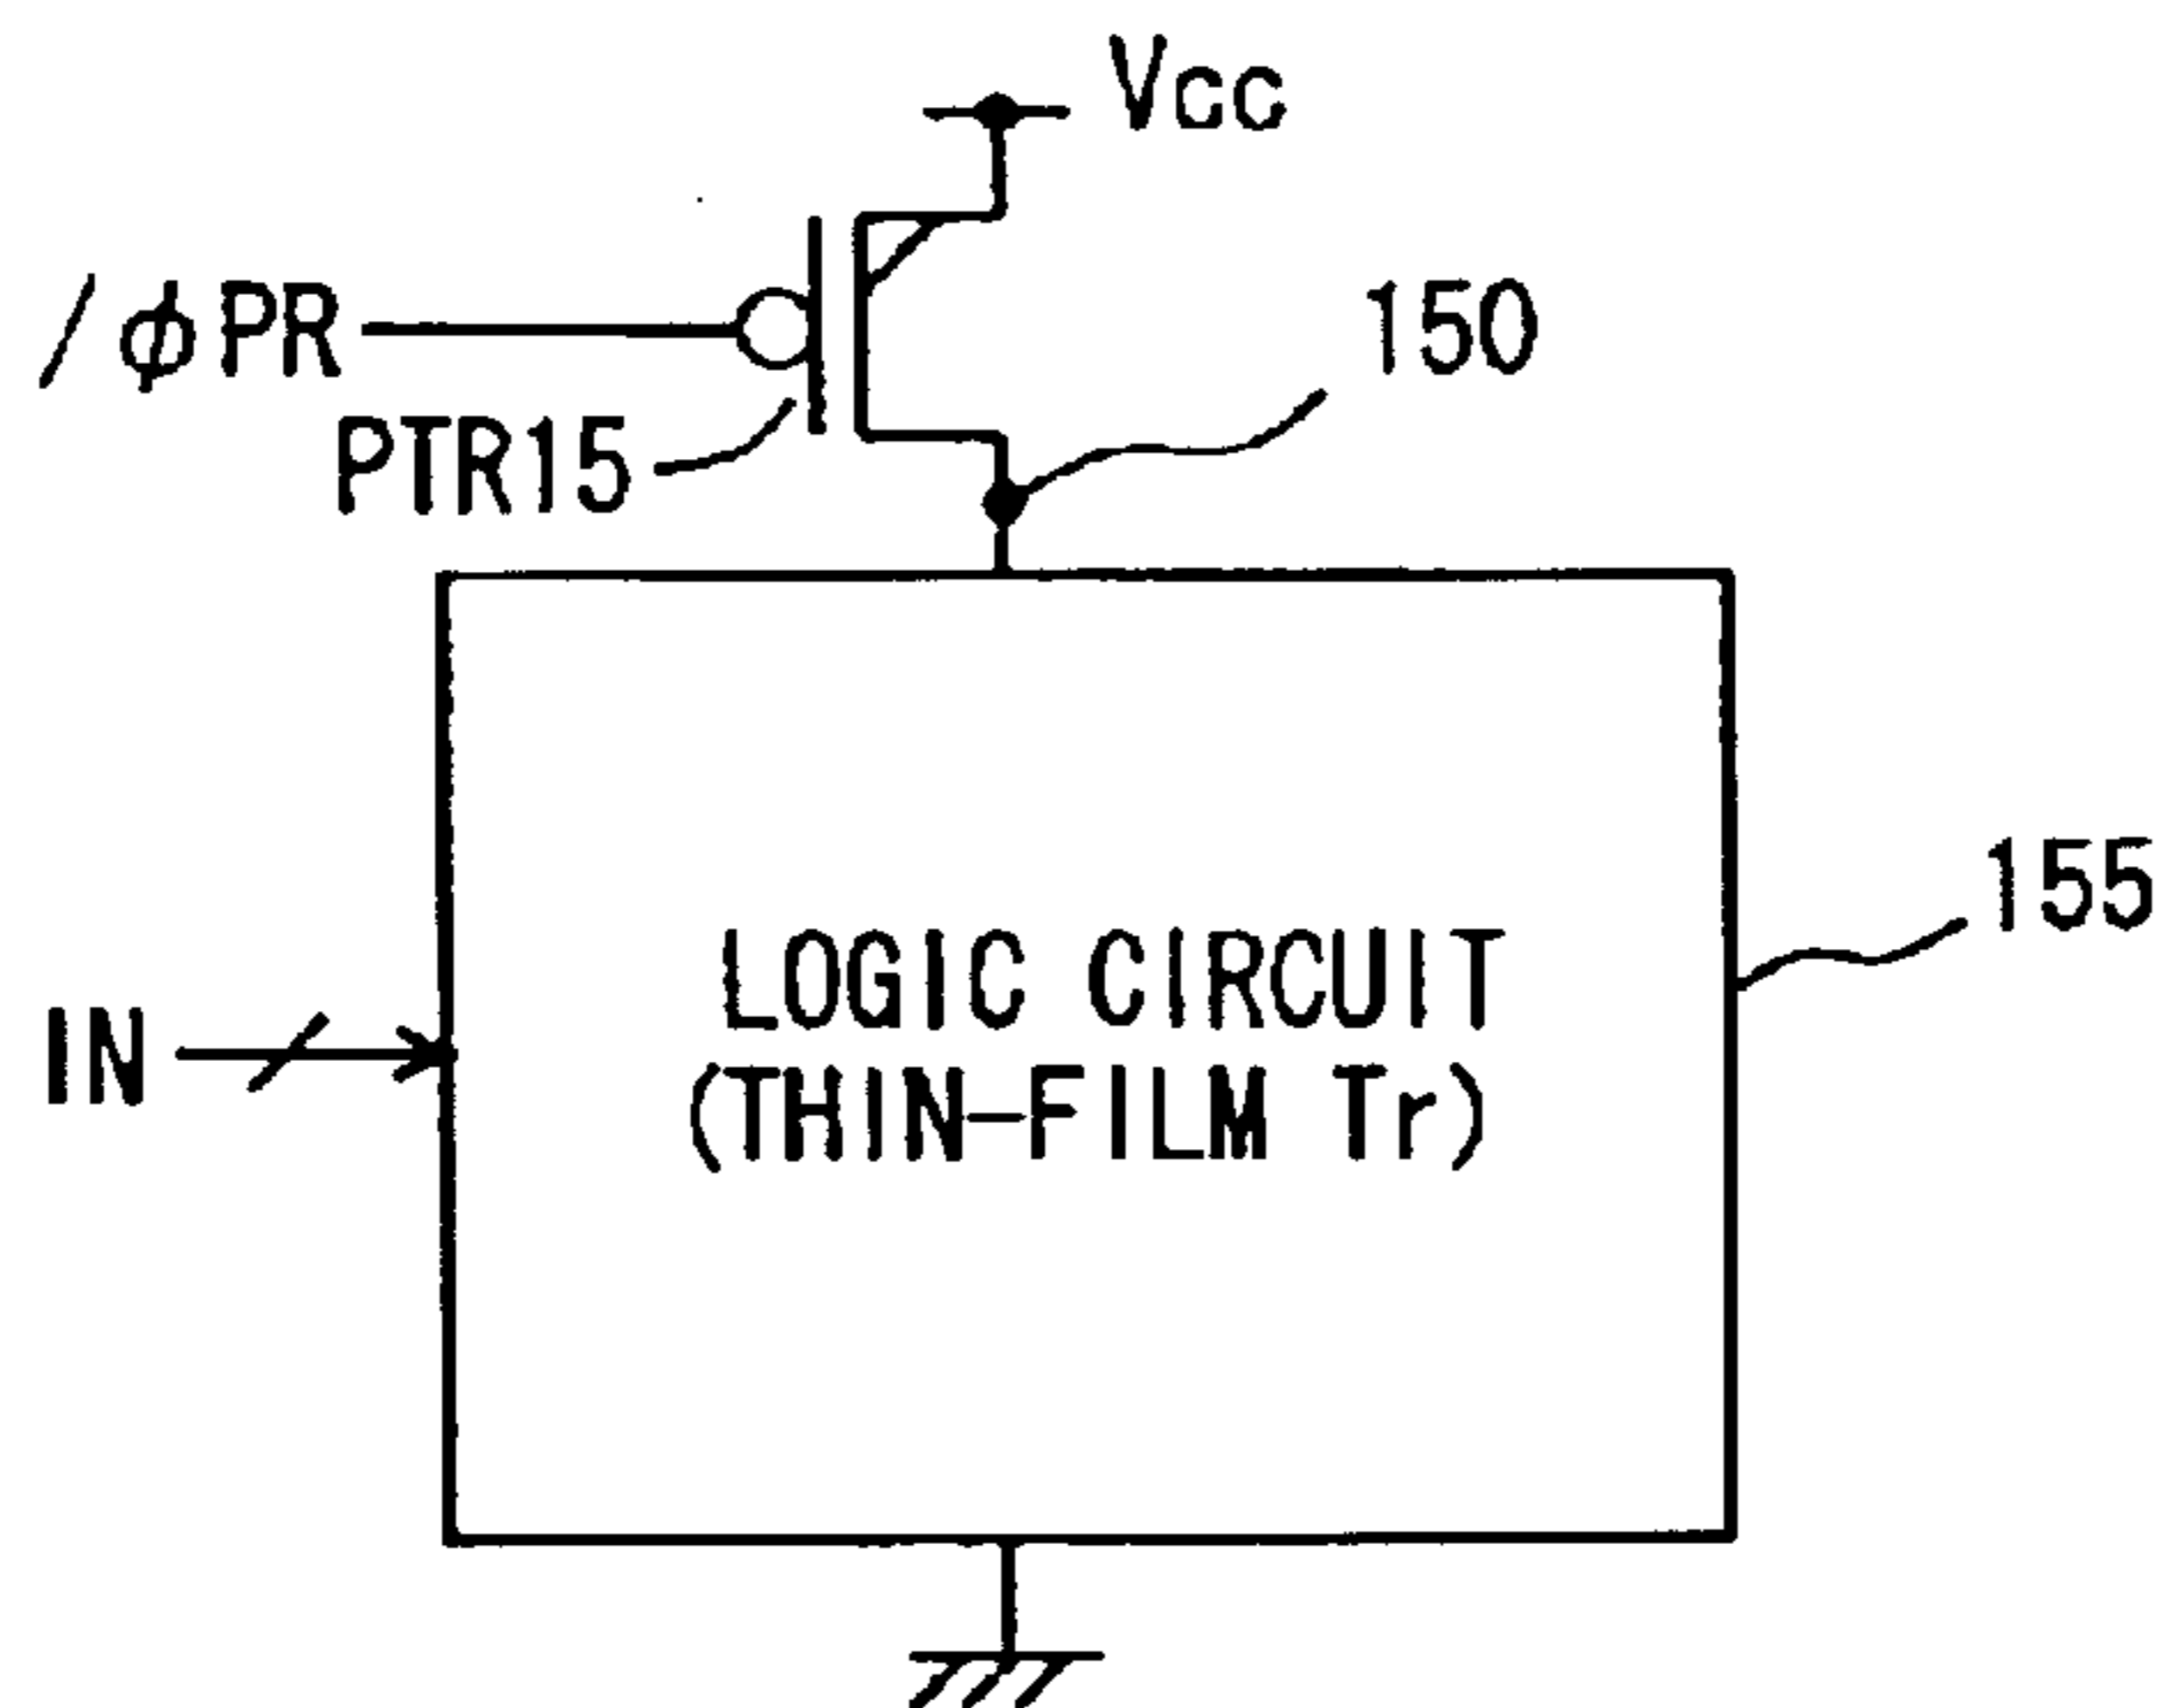 Vcc
/φPR
150
PTR15
155
LOGIC CIRCUIT
(THIN-FILM Tr)
IN